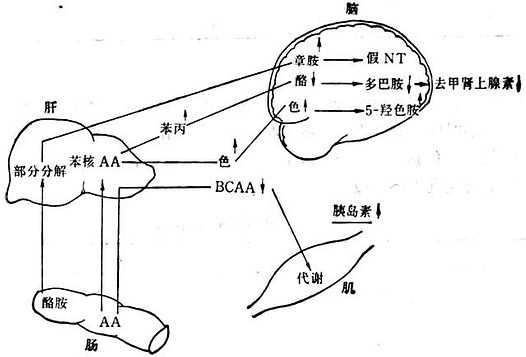 脑
章胺↑ → 假NT
酪↓ → 多巴胺↓ → 去甲肾上腺素↓
色↑ → 5-羟色胺↑
肝
苯丙↑
部分分解 苯核 AA
色↑
BCAA↓
胰岛素↓
代谢
肌
酪胺
AA
肠